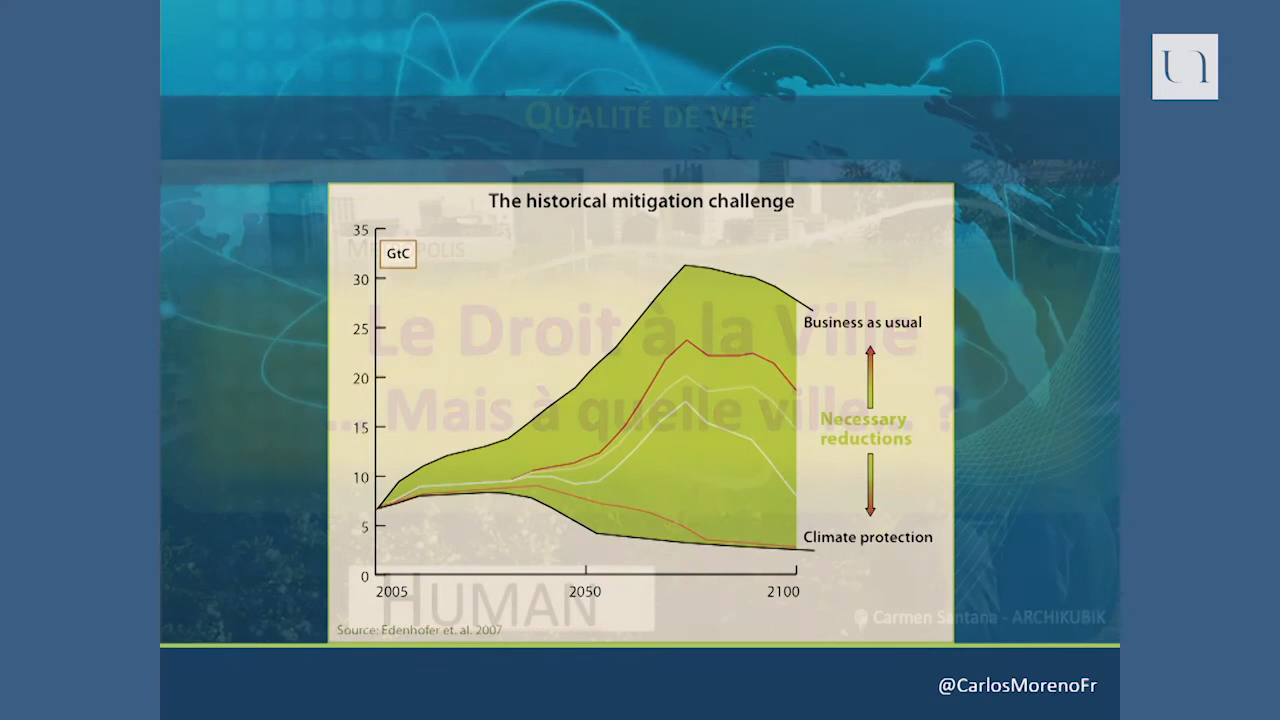 QUALITÉ DE VIE
The historical mitigation challenge
METROPOLIS
35
30
25
20
15
10
5
0
GtC
Le Droit à la Ville
... Mais à quelle ville... ?
Business as usual
Necessary
reductions
Climate protection
2005
2050
2100
HUMAN
Source: Edenhofer et. al. 2007
© Carmen Santana - ARCHIKUBIK
@CarlosMorenoFr